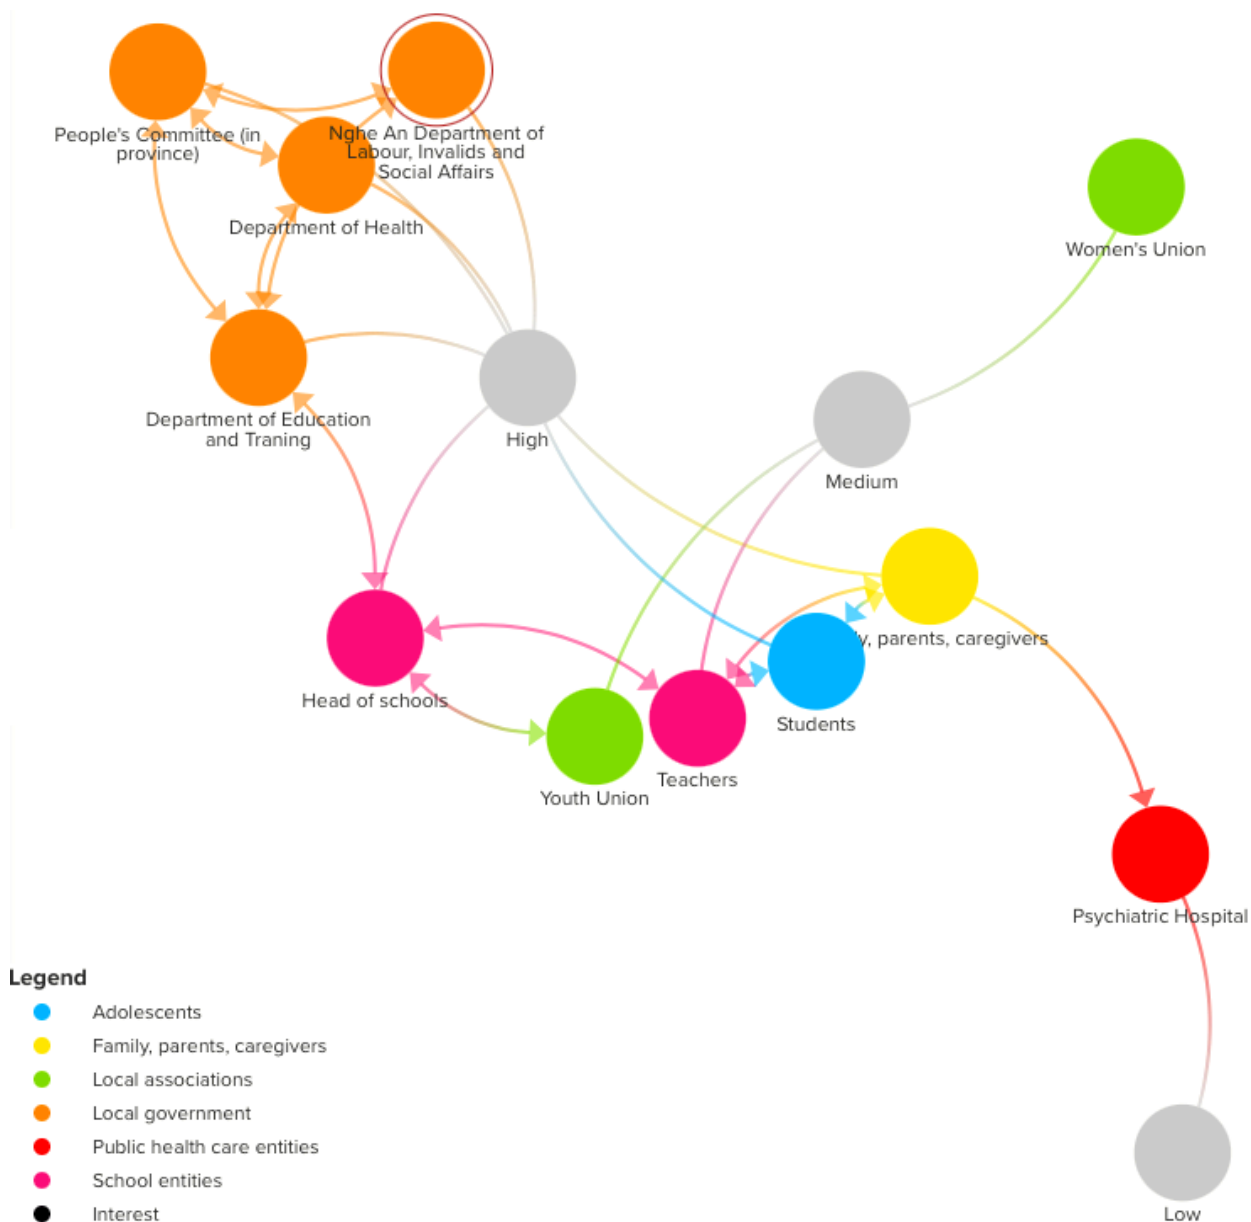 People's Committee (in
province)
Nghe An Department of
Labour, Invalids and
Social Affairs
Department of Health
Women's Union
Department of Education
and Traning
High
Medium
parents, caregivers
Head of schools
Students
Teachers
Youth Union
Psychiatric Hospital
Legend
Adolescents
Family, parents, caregivers
Local associations
Local government
Public health care entities
School entities
Interest
Low